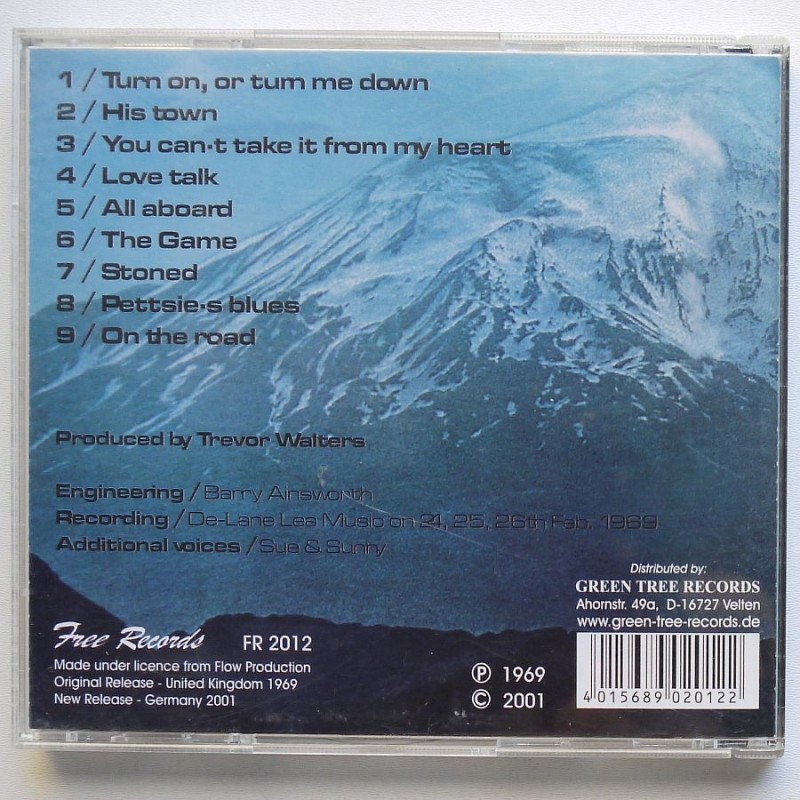 1 / Turn on, or turn me down
2 / His town
3 / You can·t take it from my heart
4 / Love talk
5 / All aboard
6 / The Game
7 / Stoned
8 / Pettsie·s blues
9 / On the road
Produced by Trevor Walters
Engineering / Barry Ainsworth
Recording / De-Lane Lea Music on 24, 25, 26th Feb. 1969
Additional voices / Sue & Sunny
Distributed by:
GREEN TREE RECORDS
Ahornstr. 49a, D-16727 Velten
www.green-tree-records.de
Free Records FR 2012
Made under licence from Flow Production
Original Release - United Kingdom 1969
New Release - Germany 2001
℗ 1969
© 2001
4 015689 020122